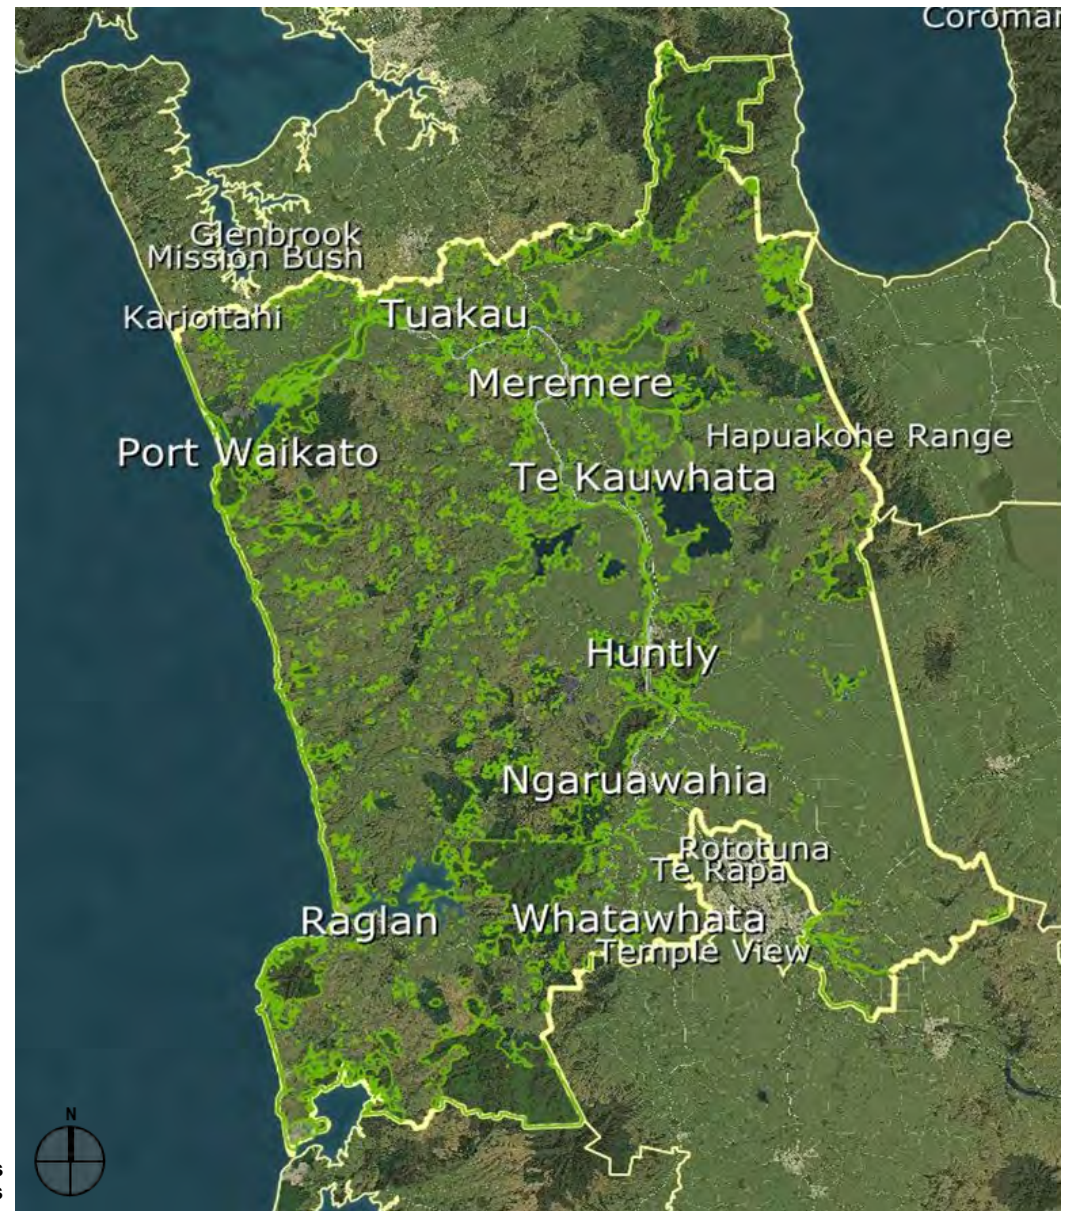 Coromar
Glenbrook
Mission Bush
Karioitahi
Tuakau
Meremere
Port Waikato
Hapuakohe Range
Te Kauwhata
Huntly
Ngaruawahia
Rototuna
Te Rapa
Raglan
Whatawhata
Temple View
N
s
s